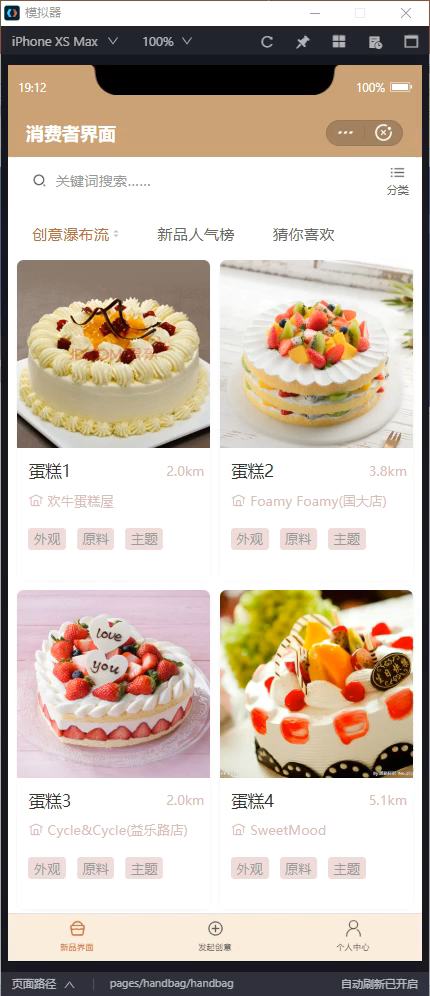 模拟器
iPhone XS Max 100%
19:12 100%
消费者界面
关键词搜索…… 分类
创意瀑布流 新品人气榜 猜你喜欢
蛋糕1 2.0km
欢牛蛋糕屋
外观 原料 主题
蛋糕2 3.8km
Foamy Foamy(国大店)
外观 原料 主题
love
you
蛋糕3 2.0km
Cycle&Cycle(益乐路店)
外观 原料 主题
蛋糕4 5.1km
SweetMood
外观 原料 主题
新品界面 发起创意 个人中心
页面路径 pages/handbag/handbag 自动刷新已开启